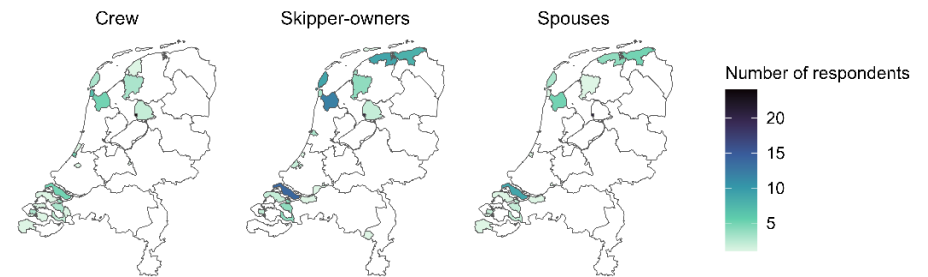 Crew
Skipper-owners
Spouses
Number of respondents
20
15
10
5